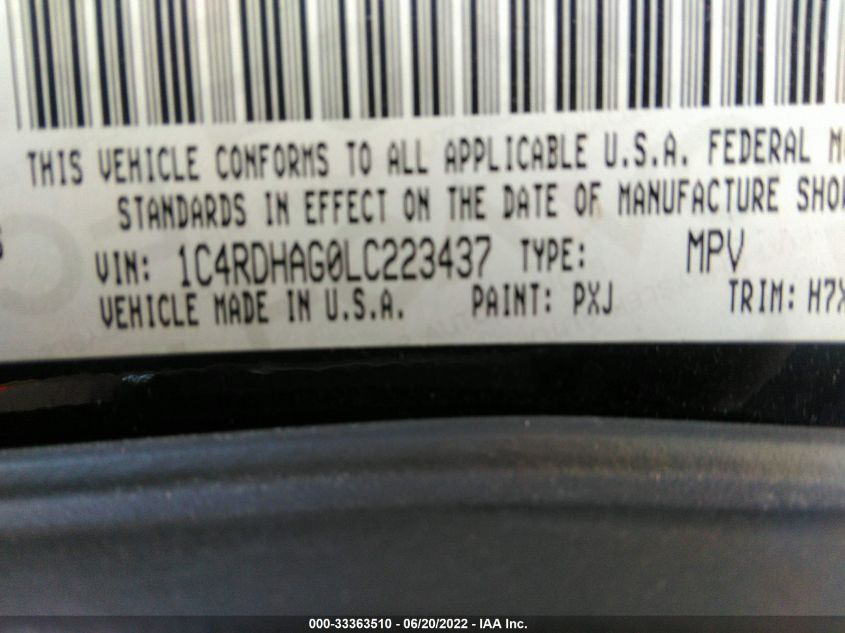 THIS VEHICLE CONFORMS TO ALL APPLICABLE U.S.A. FEDERAL
STANDARDS IN EFFECT ON THE DATE OF MANUFACTURE
VIN: 1C4RDHAG0LC223437 TYPE: MPV
VEHICLE MADE IN U.S.A. PAINT: PXJ TRIM: H7X
000-33363510 - 06/20/2022 - IAA Inc.